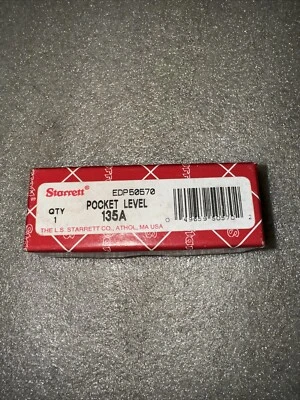 Starrett®
EDP50570
QTY
1
POCKET LEVEL
135A
THE L.S. STARRETT CO., ATHOL, MA USA